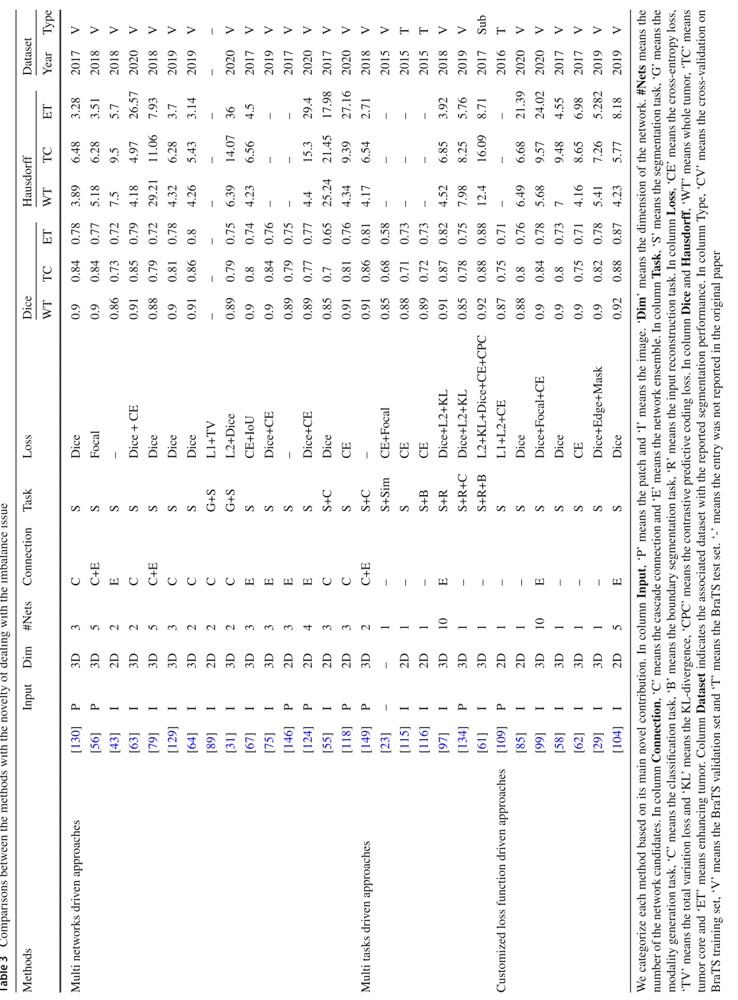 Table 3 Comparisons between the methods with the novelty of dealing with the imbalance issue
Methods Input Dim #Nets Connection Task Loss Dice Hausdorff Dataset
WT TC ET WT TC ET Year Type
Multi networks driven approaches [130] P 3D 3 C S Dice 0.9 0.84 0.78 3.89 6.48 3.28 2017 V
[56] P 3D 5 C+E S Focal 0.9 0.84 0.77 5.18 6.28 3.51 2018 V
[43] I 2D 2 E S – 0.86 0.73 0.72 7.5 9.5 5.7 2018 V
[63] I 3D 2 C S Dice + CE 0.91 0.85 0.79 4.18 4.97 26.57 2020 V
[79] I 3D 5 C+E S Dice 0.88 0.79 0.72 29.21 11.06 7.93 2018 V
[129] I 3D 3 C S Dice 0.9 0.81 0.78 4.32 6.28 3.7 2019 V
[64] I 3D 2 C S Dice 0.91 0.86 0.8 4.26 5.43 3.14 2019 V
[89] I 2D 2 C G+S L1+TV – – – – – – – –
[31] I 3D 2 C G+S L2+Dice 0.89 0.79 0.75 6.39 14.07 36 2020 V
[67] I 3D 3 E S CE+IoU 0.9 0.8 0.74 4.23 6.56 4.5 2017 V
[75] I 3D 3 E S Dice+CE 0.9 0.84 0.76 – – – 2019 V
[146] P 2D 3 E S – 0.89 0.79 0.75 – – – 2017 V
[124] P 2D 4 E S Dice+CE 0.89 0.77 0.77 4.4 15.3 29.4 2020 V
[55] I 2D 3 C S+C Dice 0.85 0.7 0.65 25.24 21.45 17.98 2017 V
[118] P 2D 3 C S CE 0.91 0.81 0.76 4.34 9.39 27.16 2020 V
Multi tasks driven approaches [149] P 3D 2 C+E S+C – 0.91 0.86 0.81 4.17 6.54 2.71 2018 V
[23] – – 1 – S+Sim CE+Focal 0.85 0.68 0.58 – – – 2015 V
[115] I 2D 1 – S CE 0.88 0.71 0.73 – – – 2015 T
[116] I 2D 1 – S+B CE 0.89 0.72 0.73 – – – 2015 T
[97] I 3D 10 E S+R Dice+L2+KL 0.91 0.87 0.82 4.52 6.85 3.92 2018 V
[134] P 3D 1 – S+R+C Dice+L2+KL 0.85 0.78 0.75 7.98 8.25 5.76 2019 V
[61] I 3D 1 – S+R+B L2+KL+Dice+CE+CPC 0.92 0.88 0.88 12.4 16.09 8.71 2017 Sub
Customized loss function driven approaches [109] P 2D 1 – S L1+L2+CE 0.87 0.75 0.71 – – – 2016 T
[85] I 2D 1 – S Dice 0.88 0.8 0.76 6.49 6.68 21.39 2020 V
[99] I 3D 10 E S Dice+Focal+CE 0.9 0.84 0.78 5.68 9.57 24.02 2020 V
[58] I 3D 1 – S Dice 0.9 0.8 0.73 7 9.48 4.55 2017 V
[62] I 3D 1 – S CE 0.9 0.75 0.71 4.16 8.65 6.98 2017 V
[29] I 3D 1 – S Dice+Edge+Mask 0.9 0.82 0.78 5.41 7.26 5.282 2019 V
[104] I 2D 5 E S Dice 0.92 0.88 0.87 4.23 5.77 8.18 2019 V
We categorize each method based on its main novel contribution. In column Input, ‘P’ means the patch and ‘I’ means the image. ‘Dim’ means the dimension of the network. #Nets means the
number of the network candidates. In column Connection, ‘C’ means the cascade connection and ‘E’ means the network ensemble. In column Task, ‘S’ means the segmentation task, ‘G’ means the
modality generation task, ‘C’ means the classification task, ‘B’ means the boundary segmentation task, ‘R’ means the input reconstruction task. In column Loss, ‘CE’ means the cross-entropy loss,
‘TV’ means the total variation loss and ‘KL’ means the KL-divergence, ‘CPC’ means the contrastive predictive coding loss. In column Dice and Hausdorff, ‘WT’ means whole tumor, ‘TC’ means
tumor core and ‘ET’ means enhancing tumor. Column Dataset indicates the associated dataset with the reported segmentation performance. In column Type, ‘CV’ means the cross-validation on
BraTS training set, ‘V’ means the BraTS validation set and ‘T’ means the BraTS test set. ‘-’ means the entry was not reported in the original paper